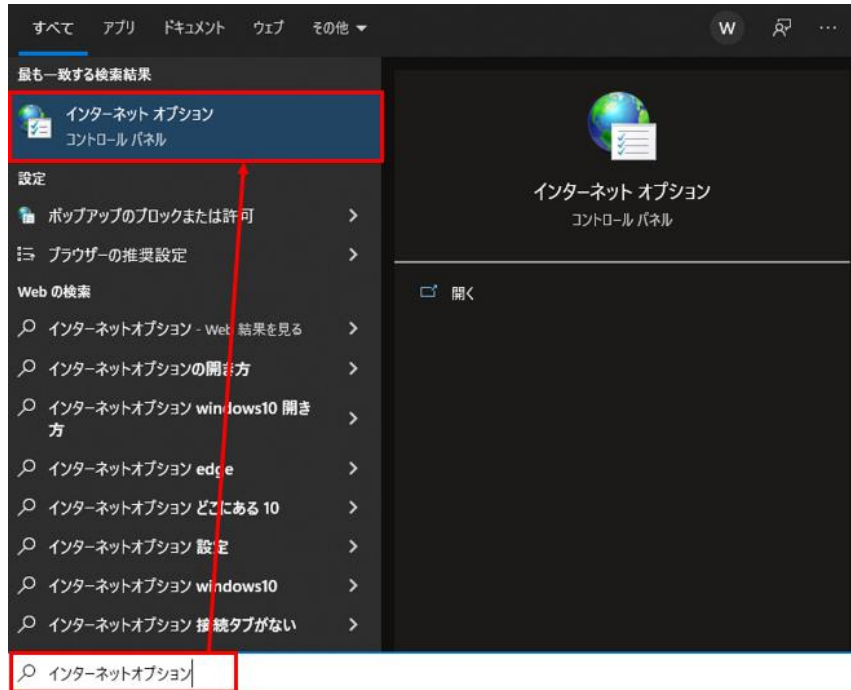 すべて アプリ ドキュメント ウェブ その他 W
最も一致する検索結果
インターネット オプション
コントロール パネル
設定
ポップアップのブロックまたは許可
ブラウザーの推奨設定
Web の検索
インターネットオプション - Web 結果を見る
インターネットオプションの開き方
インターネットオプション windows10 開き
方
インターネットオプション edge
インターネットオプション どこにある 10
インターネットオプション 設定
インターネットオプション windows10
インターネットオプション 接続タブがない
インターネットオプション
インターネット オプション
コントロール パネル
開く